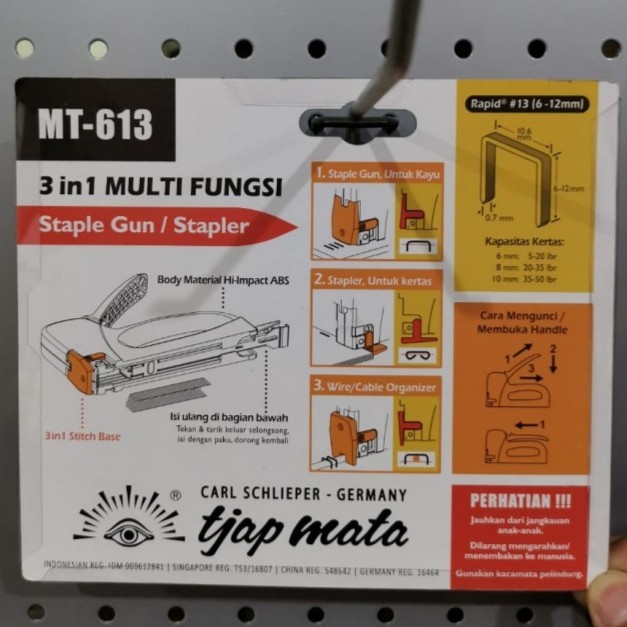 MT-613
3 in1 MULTI FUNGSI
Staple Gun / Stapler
Body Material Hi-Impact ABS
3in1 Stitch Base
Isi ulang di bagian bawah
Tekan & tarik keluar selongsong,
isi dengan paku, dorong kembali
1. Staple Gun, Untuk Kayu
2. Stapler, Untuk kertas
3. Wire/Cable Organizer
Rapid® #13 (6 -12mm)
10.6
mm
6-12mm
0.7 mm
Kapasitas Kertas:
6 mm: 5-20 lbr
8 mm: 20-35 lbr
10 mm: 35-50 lbr
Cara Mengunci /
Membuka Handle
1
2
3
1
®
CARL SCHLIEPER - GERMANY
tjap mata
INDONESIAN REG. IDM 000612841 | SINGAPORE REG. T53/16807 | CHINA REG. 548642 | GERMANY REG. 16464
PERHATIAN !!!
Jauhkan dari jangkauan
anak-anak.
Dilarang mengarahkan/
menembakan ke manusia.
Gunakan kacamata pelindung.